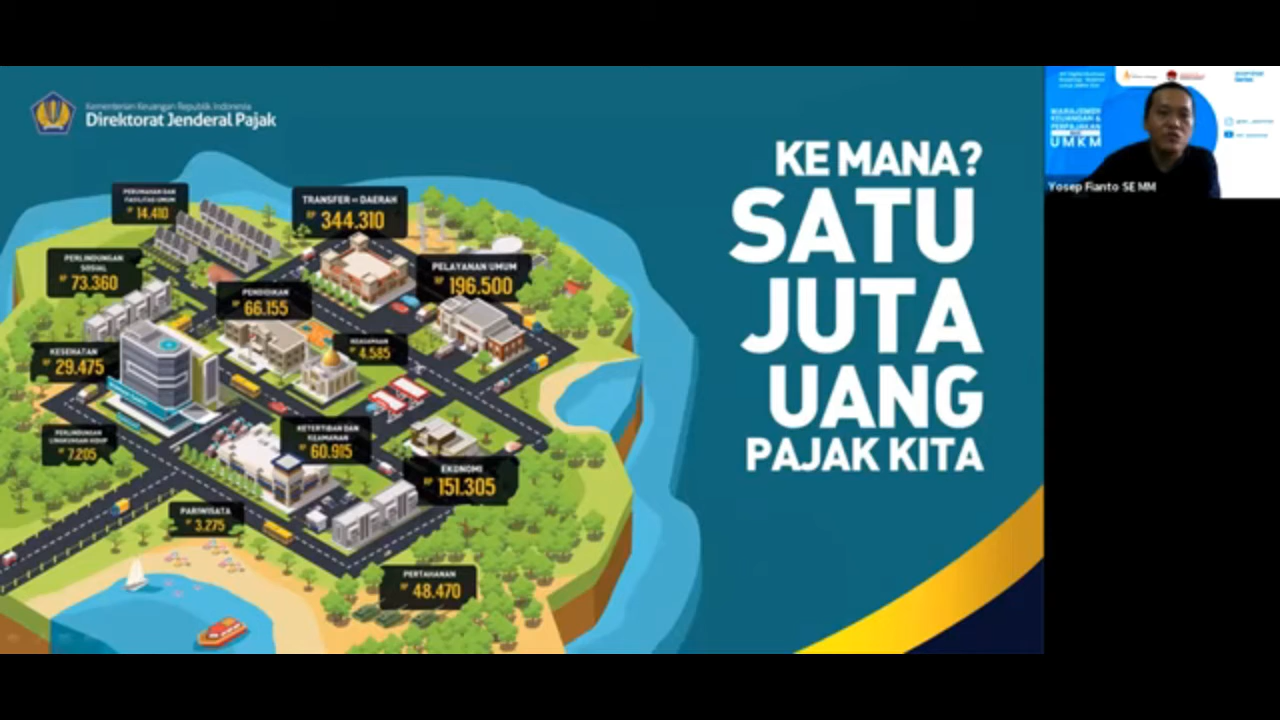 Kementerian Keuangan Republik Indonesia
Direktorat Jenderal Pajak
KE MANA?
SATU
JUTA
UANG
PAJAK KITA
PERUMAHAN DAN
FASILITAS UMUM
RP 14.410
TRANSFER KE DAERAH
RP 344.310
PERLINDUNGAN
SOSIAL
RP 73.360
PELAYANAN UMUM
RP 196.500
PENDIDIKAN
RP 66.155
KEAGAMAAN
RP 4.585
KESEHATAN
RP 29.475
PERLINDUNGAN
LINGKUNGAN HIDUP
RP 7.205
KETERTIBAN DAN
KEAMANAN
RP 60.915
EKONOMI
RP 151.305
PARIWISATA
RP 3.275
PERTAHANAN
RP 48.470
MANAJEMEN
KEUANGAN &
PERPAJAKAN
UMKM
Yosep Fianto SE MM